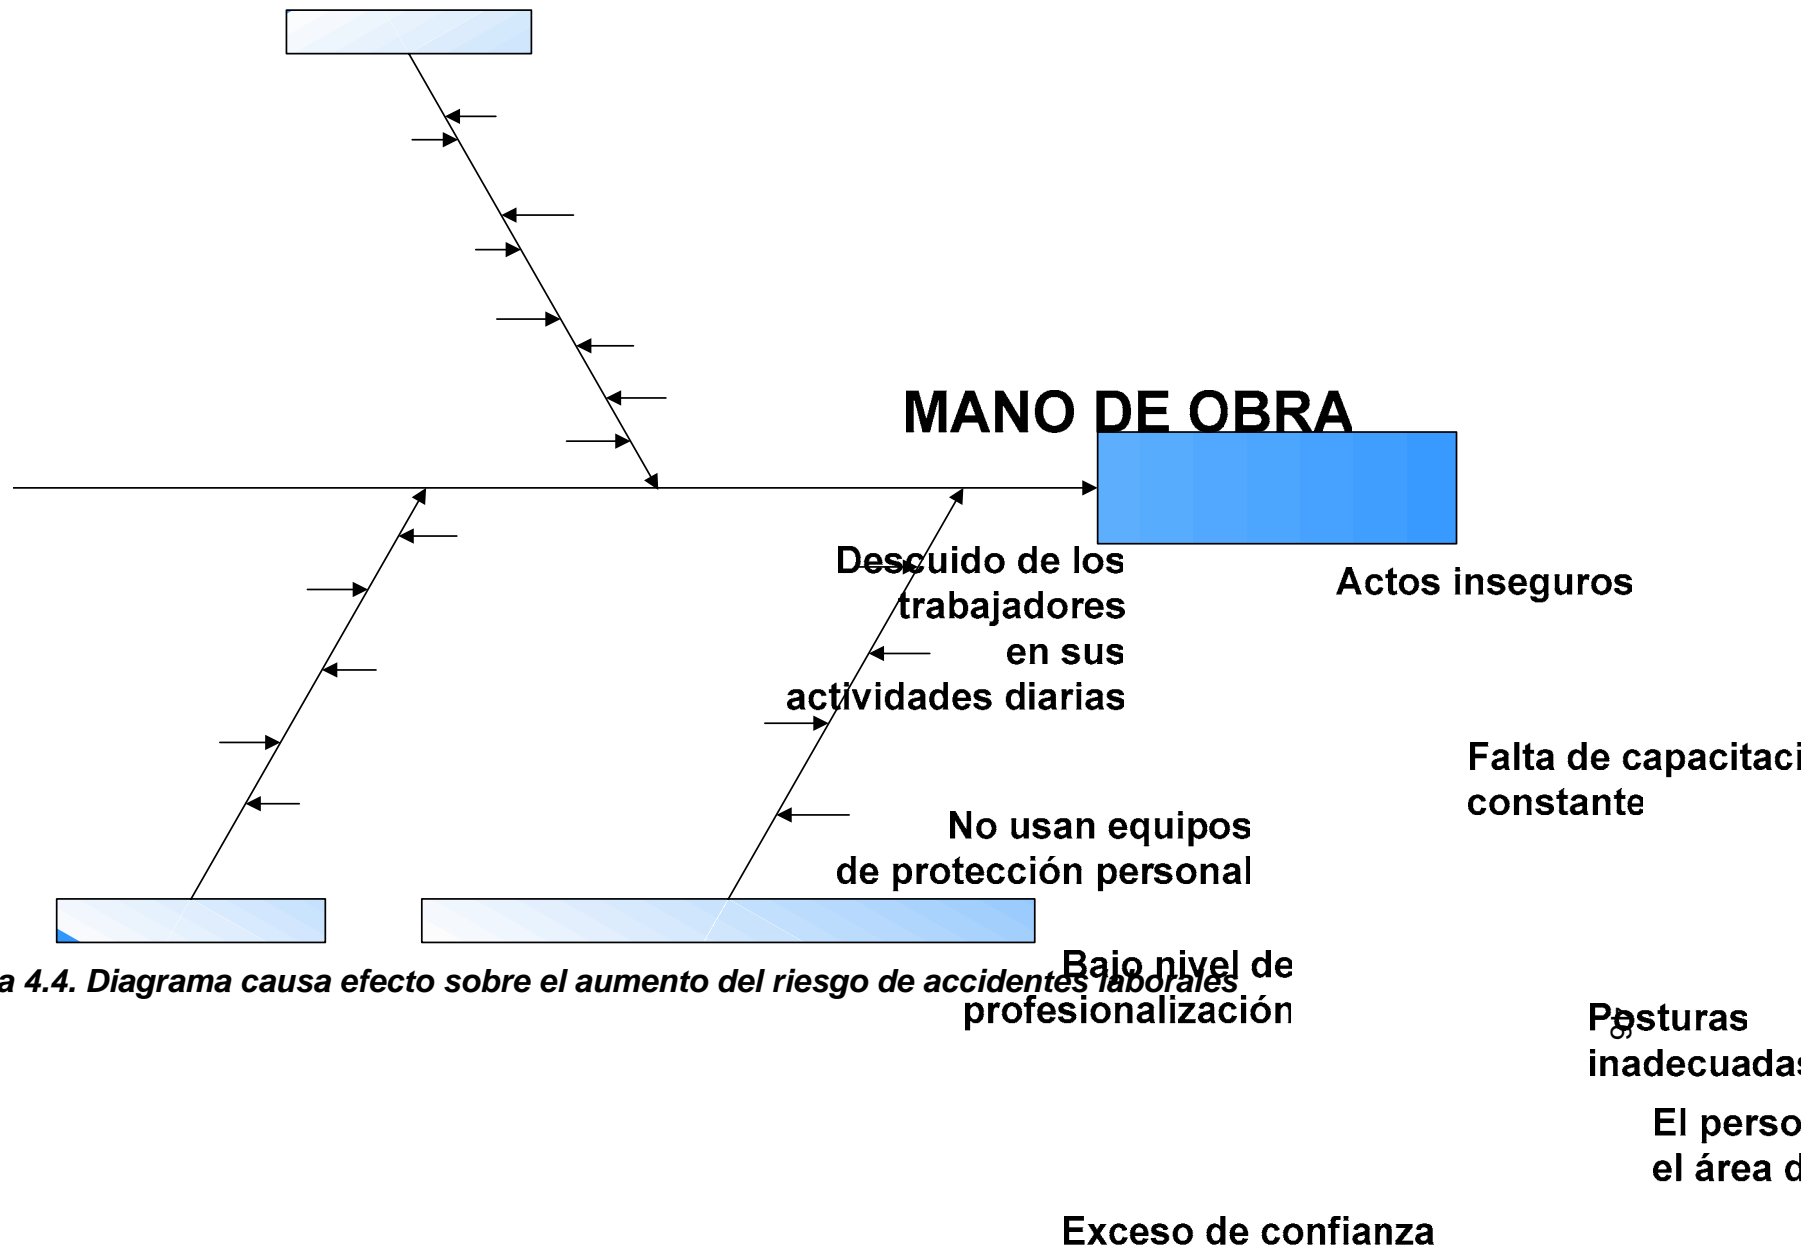 MANO DE OBRA
Descuido de los
trabajadores
en sus
actividades diarias
Actos inseguros
Falta de capacitaci
constante
No usan equipos
de protección personal
Bajo nivel de
profesionalización
a 4.4. Diagrama causa efecto sobre el aumento del riesgo de accidentes laborales
Posturas
inadecuadas
El perso
el área d
Exceso de confianza